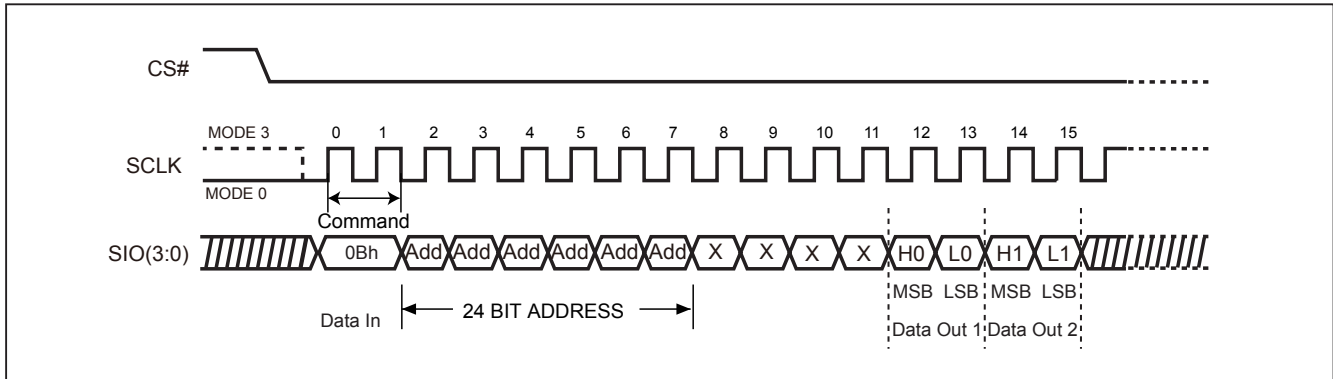 CS#
MODE 3
0 1 2 3 4 5 6 7 8 9 10 11 12 13 14 15
SCLK
MODE 0
Command
SIO(3:0) 0Bh Add Add Add Add Add Add X X X X H0 L0 H1 L1
MSB LSB MSB LSB
Data In 24 BIT ADDRESS
Data Out 1 Data Out 2